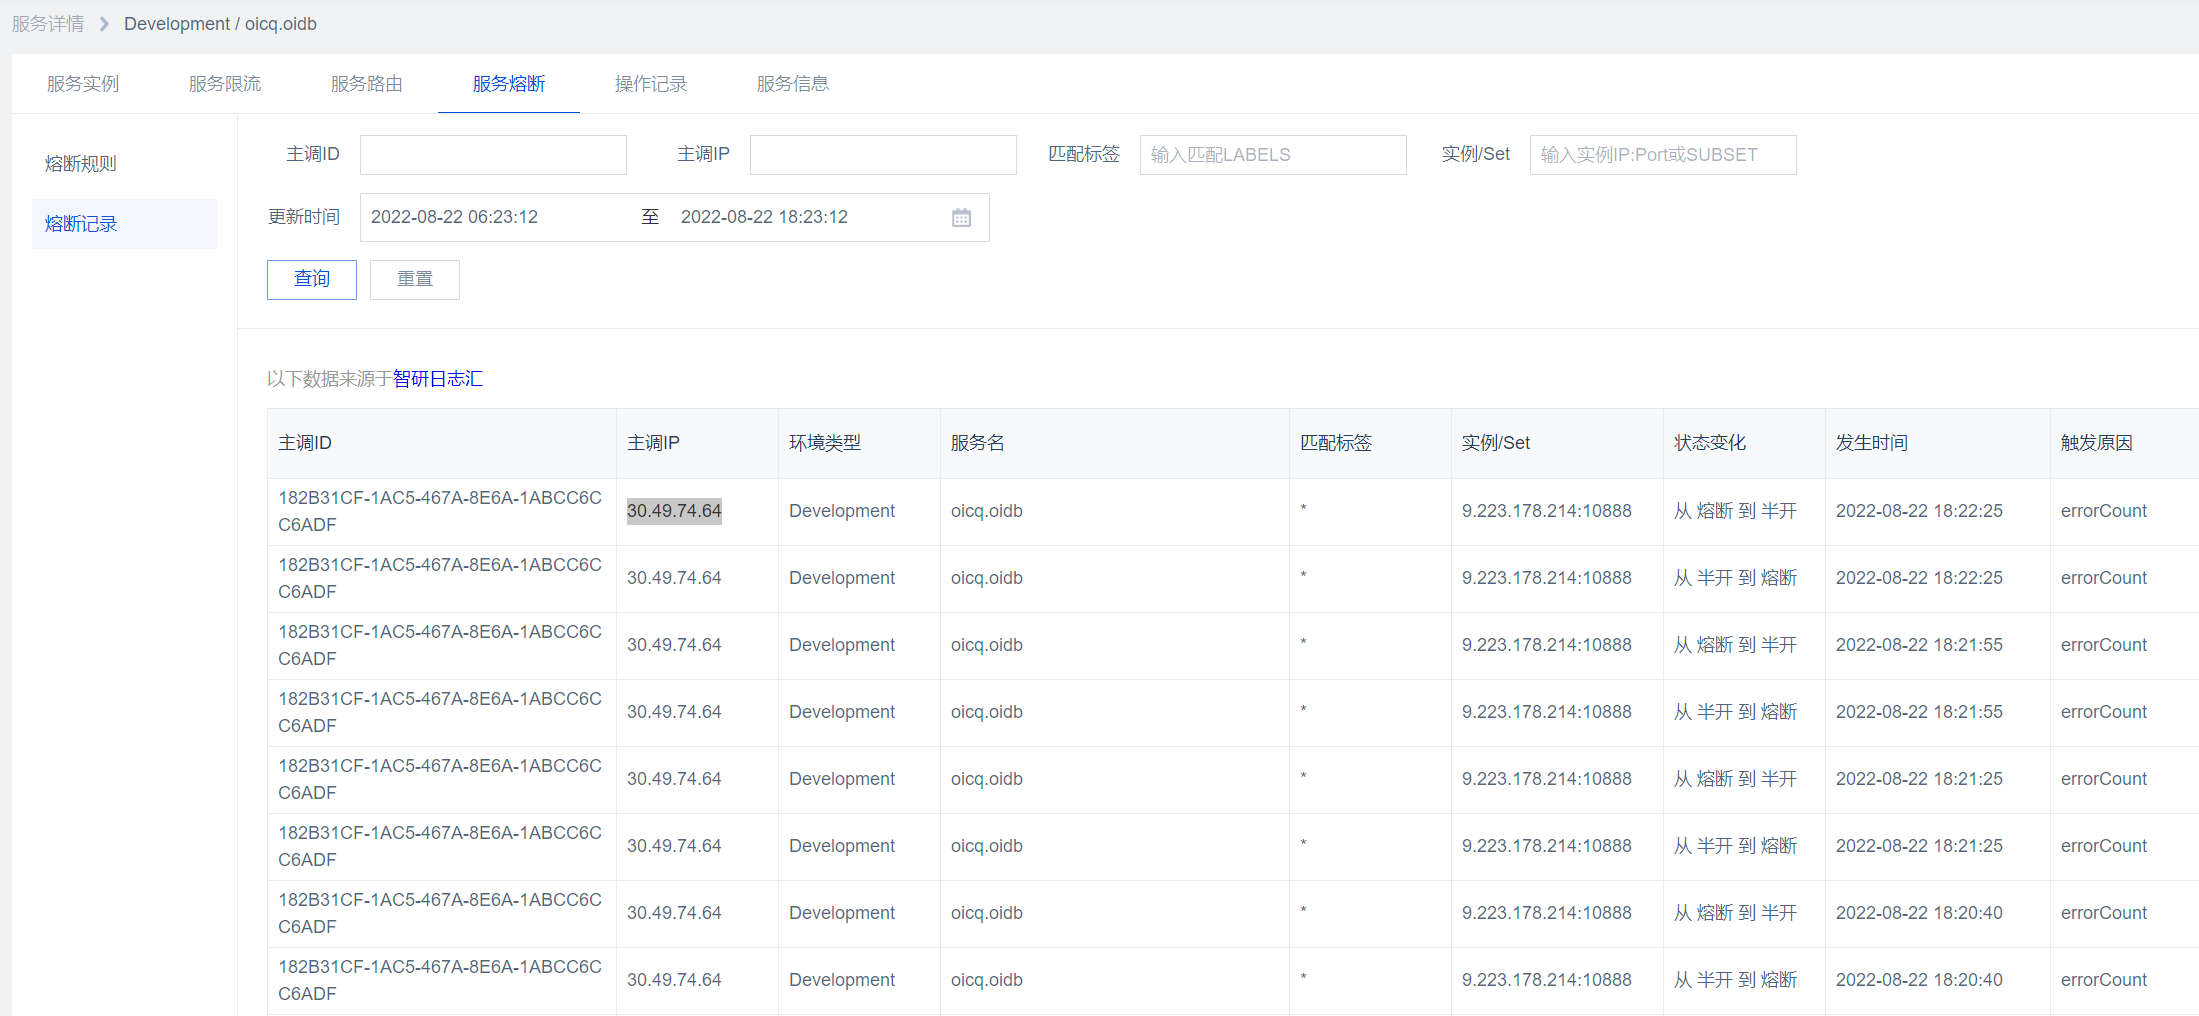 服务详情 > Development / oicq.oidb
服务实例 服务限流 服务路由 服务熔断 操作记录 服务信息
熔断规则
熔断记录
主调ID 主调IP 匹配标签 输入匹配LABELS 实例/Set 输入实例IP:Port或SUBSET
更新时间 2022-08-22 06:23:12 至 2022-08-22 18:23:12
查询 重置
以下数据来源于智研日志汇
主调ID 主调IP 环境类型 服务名 匹配标签 实例/Set 状态变化 发生时间 触发原因
182B31CF-1AC5-467A-8E6A-1ABCC6C
C6ADF 30.49.74.64 Development oicq.oidb * 9.223.178.214:10888 从 熔断 到 半开 2022-08-22 18:22:25 errorCount
182B31CF-1AC5-467A-8E6A-1ABCC6C
C6ADF 30.49.74.64 Development oicq.oidb * 9.223.178.214:10888 从 半开 到 熔断 2022-08-22 18:22:25 errorCount
182B31CF-1AC5-467A-8E6A-1ABCC6C
C6ADF 30.49.74.64 Development oicq.oidb * 9.223.178.214:10888 从 熔断 到 半开 2022-08-22 18:21:55 errorCount
182B31CF-1AC5-467A-8E6A-1ABCC6C
C6ADF 30.49.74.64 Development oicq.oidb * 9.223.178.214:10888 从 半开 到 熔断 2022-08-22 18:21:55 errorCount
182B31CF-1AC5-467A-8E6A-1ABCC6C
C6ADF 30.49.74.64 Development oicq.oidb * 9.223.178.214:10888 从 熔断 到 半开 2022-08-22 18:21:25 errorCount
182B31CF-1AC5-467A-8E6A-1ABCC6C
C6ADF 30.49.74.64 Development oicq.oidb * 9.223.178.214:10888 从 半开 到 熔断 2022-08-22 18:21:25 errorCount
182B31CF-1AC5-467A-8E6A-1ABCC6C
C6ADF 30.49.74.64 Development oicq.oidb * 9.223.178.214:10888 从 熔断 到 半开 2022-08-22 18:20:40 errorCount
182B31CF-1AC5-467A-8E6A-1ABCC6C
C6ADF 30.49.74.64 Development oicq.oidb * 9.223.178.214:10888 从 半开 到 熔断 2022-08-22 18:20:40 errorCount